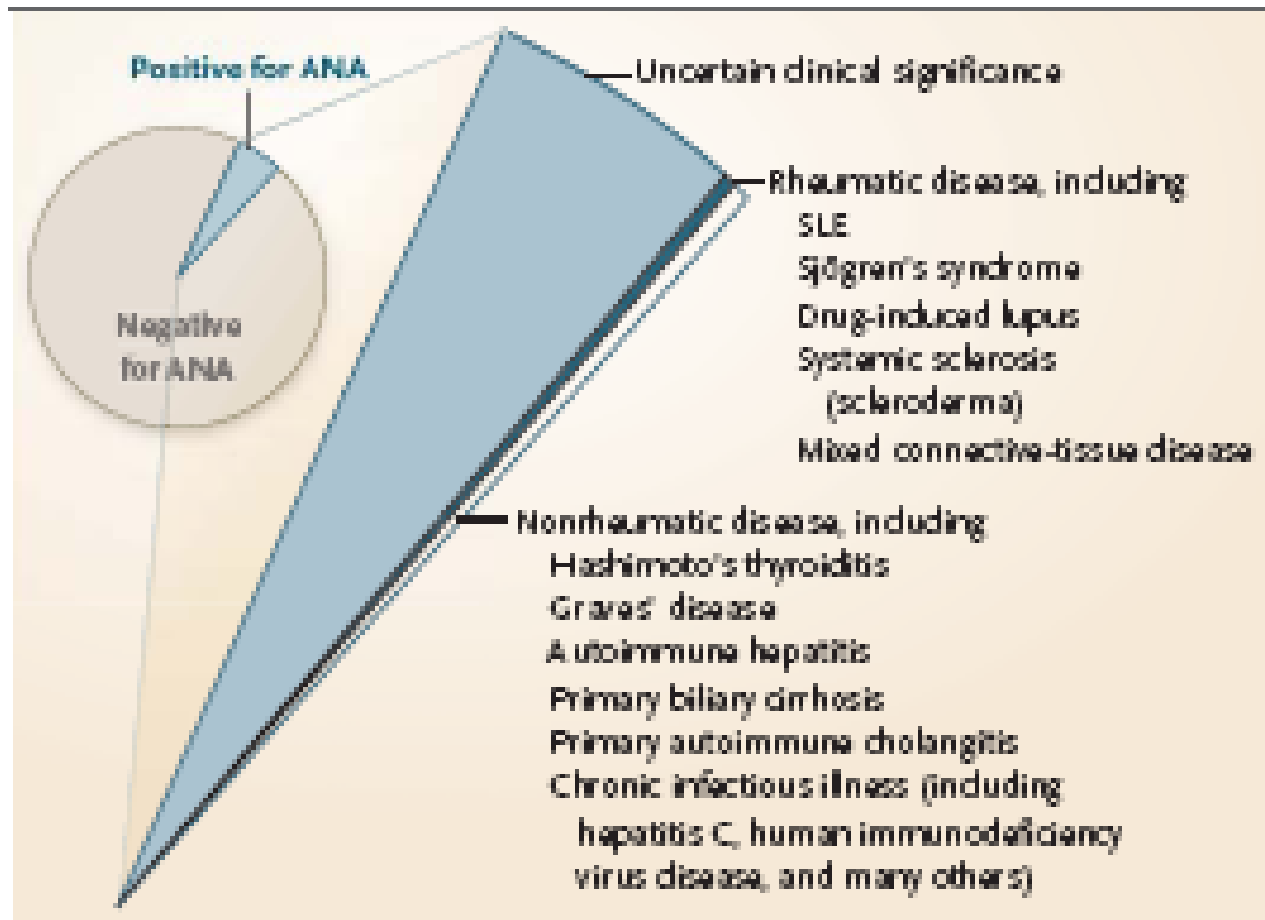 Positive for ANA
Uncertain clinical significance
Negative
for ANA
Rheumatic disease, including
SLE
Sjögren's syndrome
Drug-induced lupus
Systemic sclerosis
(scleroderma)
Mixed connective-tissue disease
Nonrheumatic disease, including
Hashimoto's thyroiditis
Graves' disease
Autoimmune hepatitis
Primary biliary cirrhosis
Primary autoimmune cholangitis
Chronic infectious illness (including
hepatitis C, human immunodeficiency
virus disease, and many others)